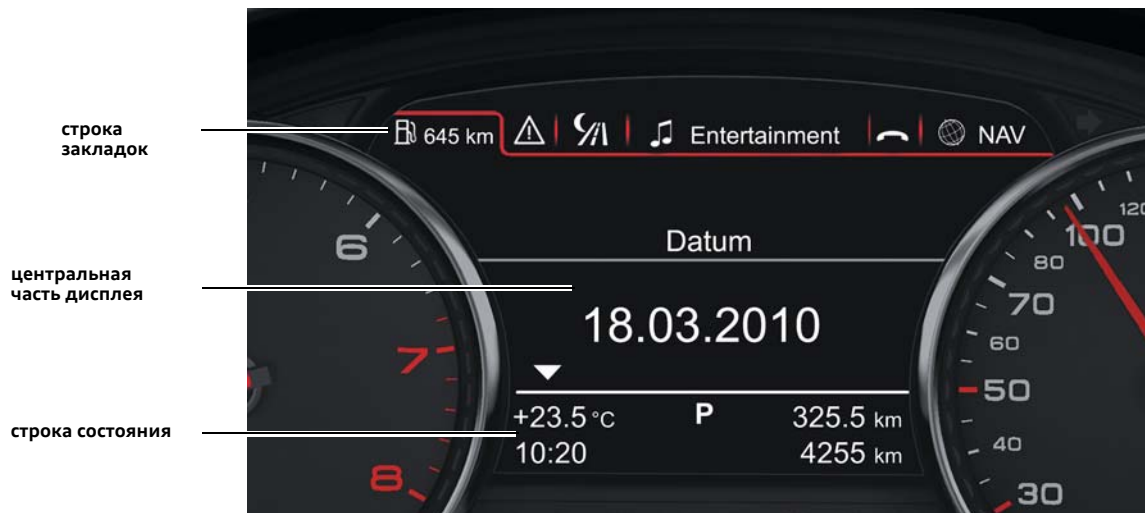 строка
закладок
645 km
Entertainment
NAV
6
7
8
Datum
центральная
часть дисплея
18.03.2010
строка состояния
+23.5 °C P 325.5 km
10:20 4255 km
120
100
80
70
60
50
40
30